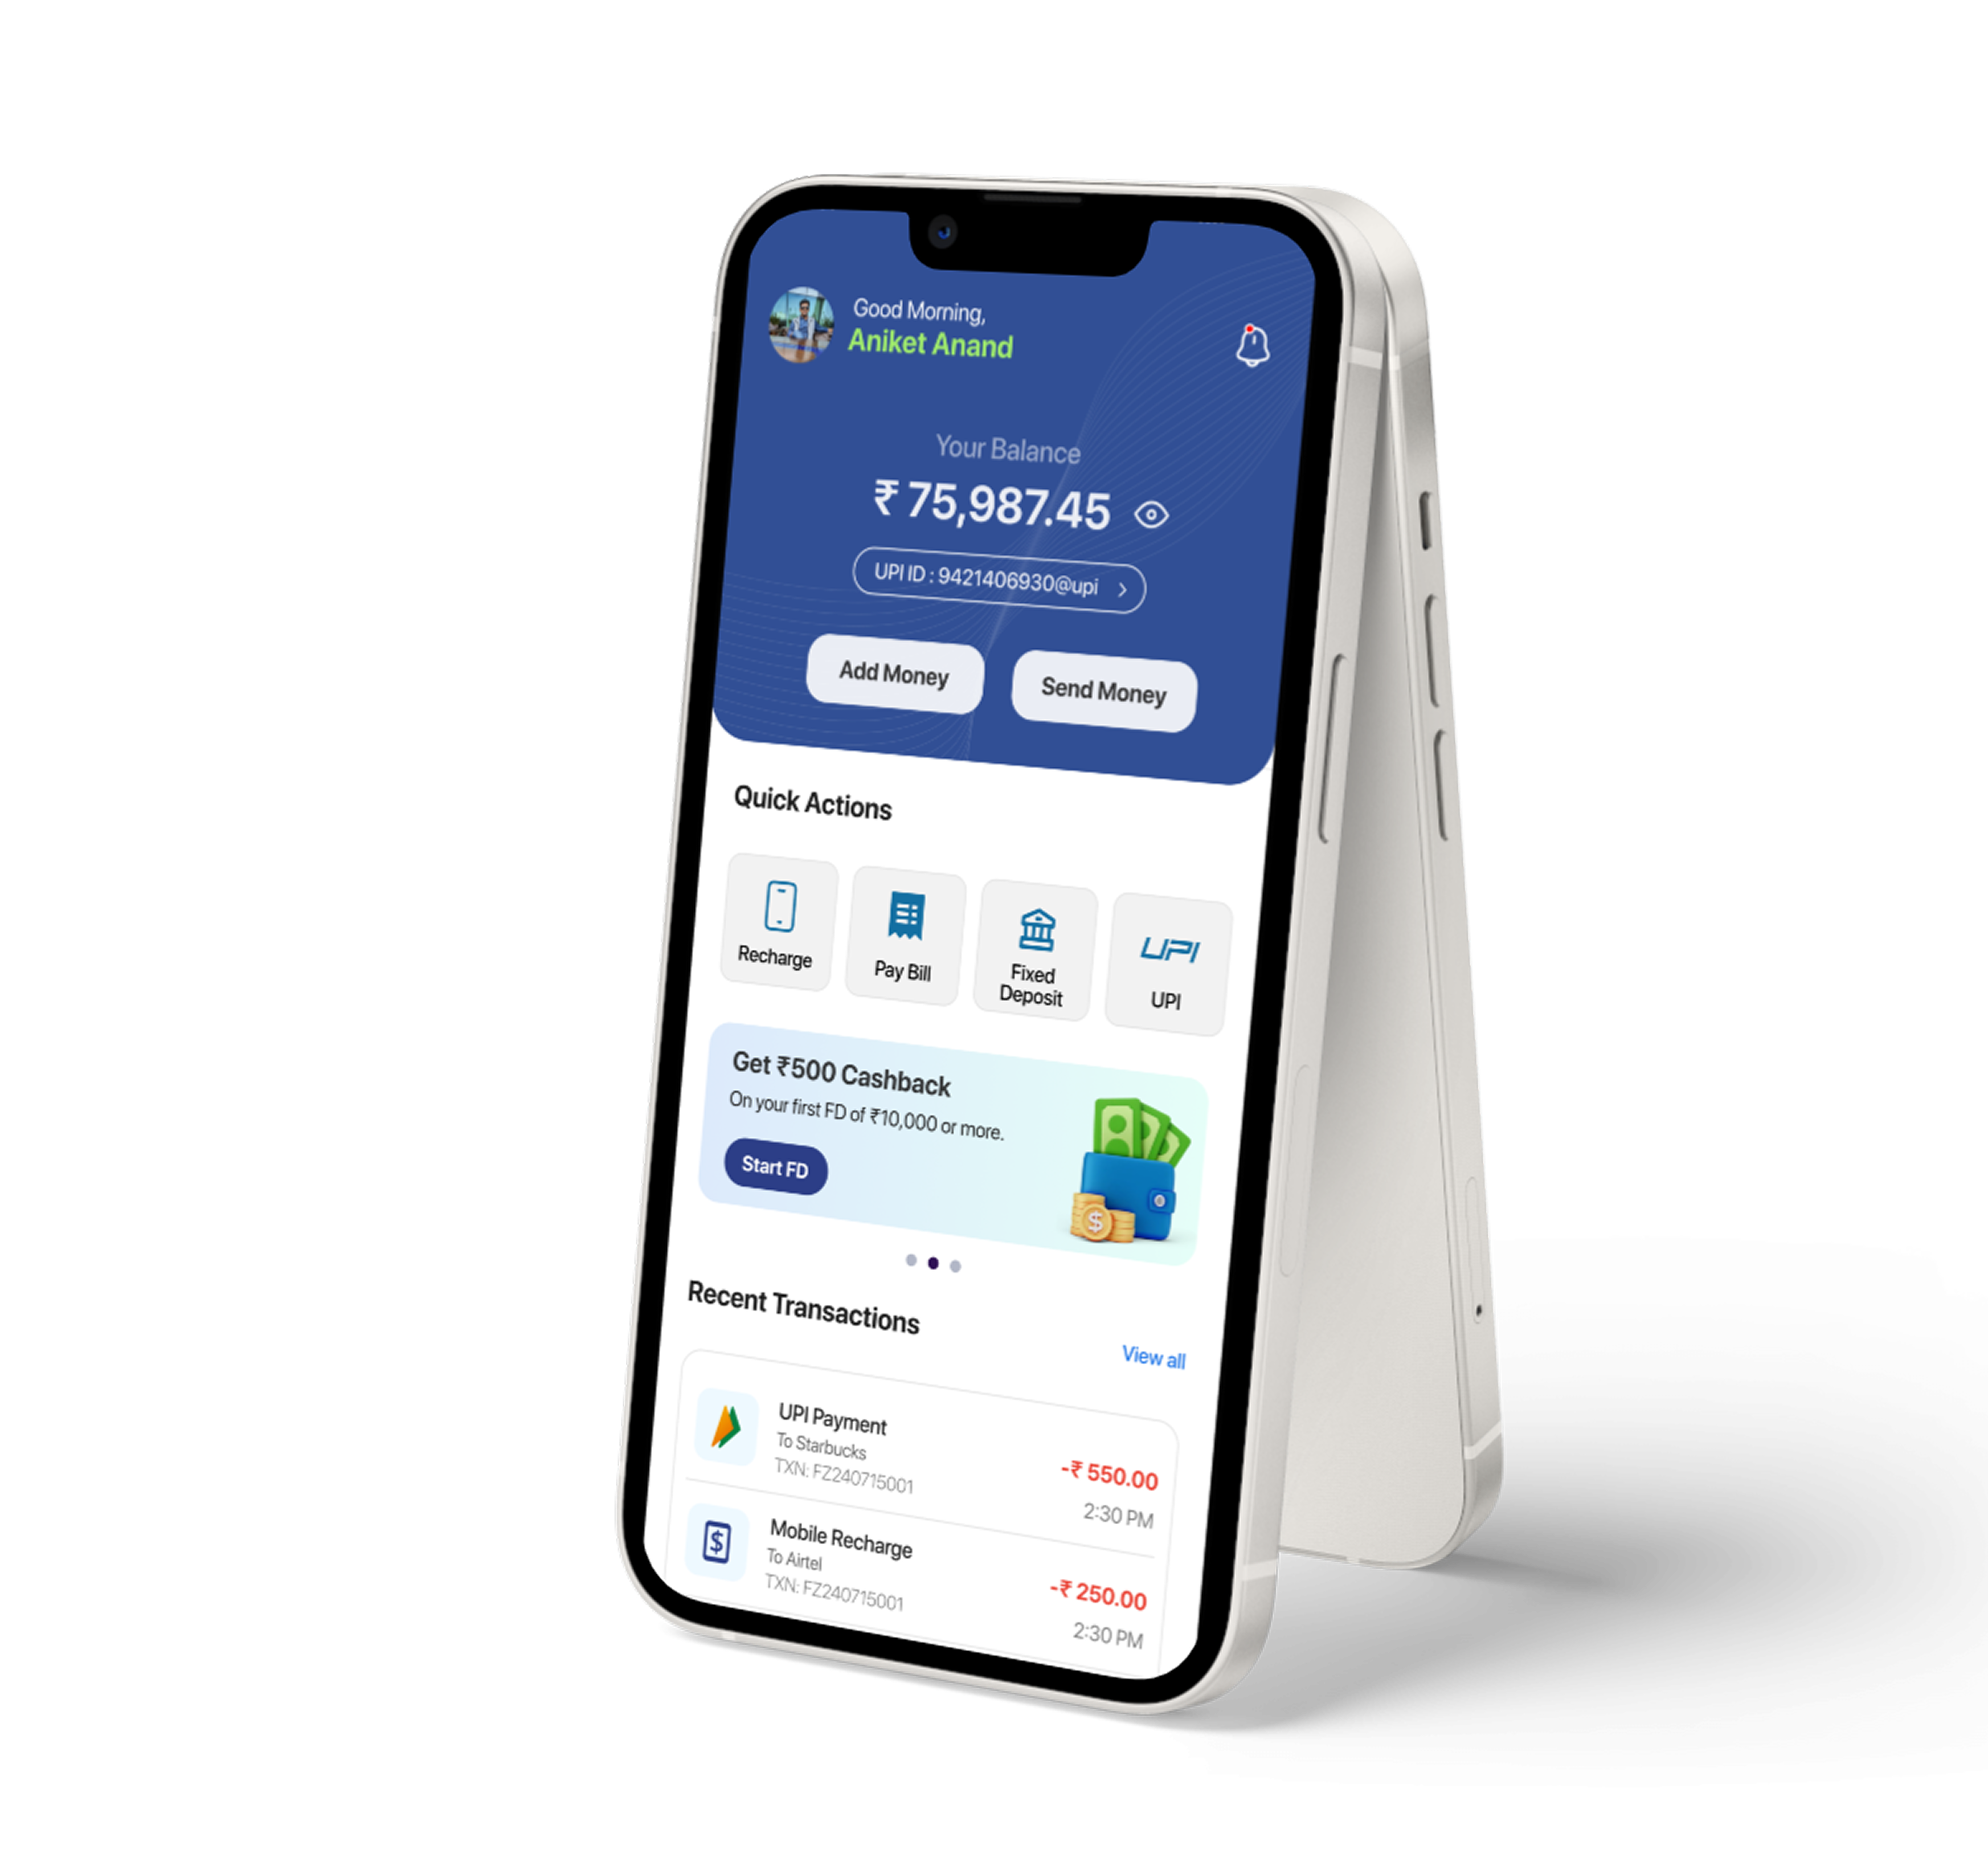 Good Morning,
Aniket Anand
Your Balance
₹ 75,987.45
UPI ID : 9421406930@upi
Add Money
Send Money
Quick Actions
Recharge
Pay Bill
Fixed
Deposit
UPI
UPI
Get ₹500 Cashback
On your first FD of ₹10,000 or more.
Start FD
$
Recent Transactions
View all
UPI Payment
To Starbucks
TXN: FZ240715001
-₹ 550.00
2:30 PM
$
Mobile Recharge
To Airtel
TXN: FZ240715001
-₹ 250.00
2:30 PM